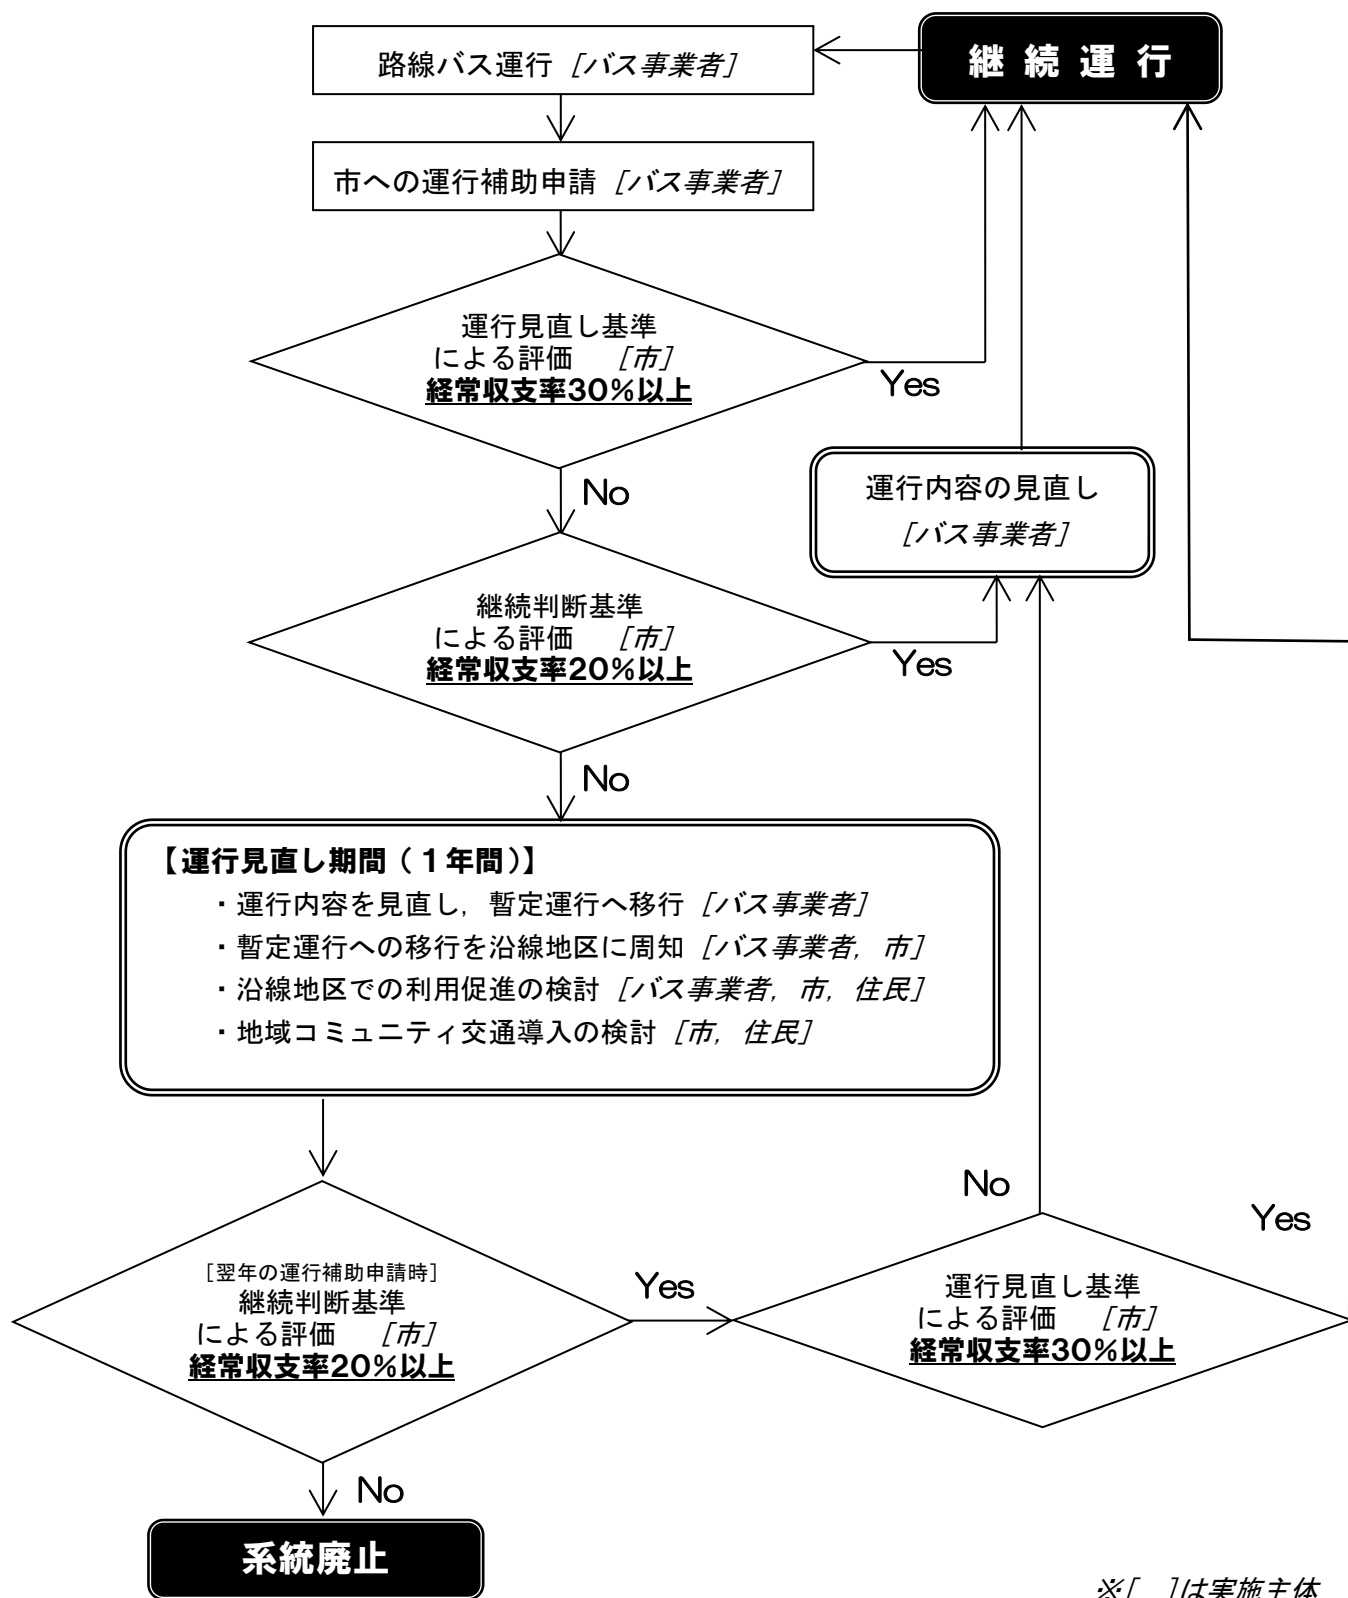 継続運行
路線バス運行 [バス事業者]
市への運行補助申請 [バス事業者]
運行見直し基準
による評価 [市]
経常収支率30%以上
Yes
No
運行内容の見直し
[バス事業者]
継続判断基準
による評価 [市]
経常収支率20%以上
Yes
No
【運行見直し期間（1年間）】
・運行内容を見直し，暫定運行へ移行 [バス事業者]
・暫定運行への移行を沿線地区に周知 [バス事業者，市]
・沿線地区での利用促進の検討 [バス事業者，市，住民]
・地域コミュニティ交通導入の検討 [市，住民]
[翌年の運行補助申請時]
継続判断基準
による評価 [市]
経常収支率20%以上
Yes
No
運行見直し基準
による評価 [市]
経常収支率30%以上
No
Yes
系統廃止
※[ ]は実施主体